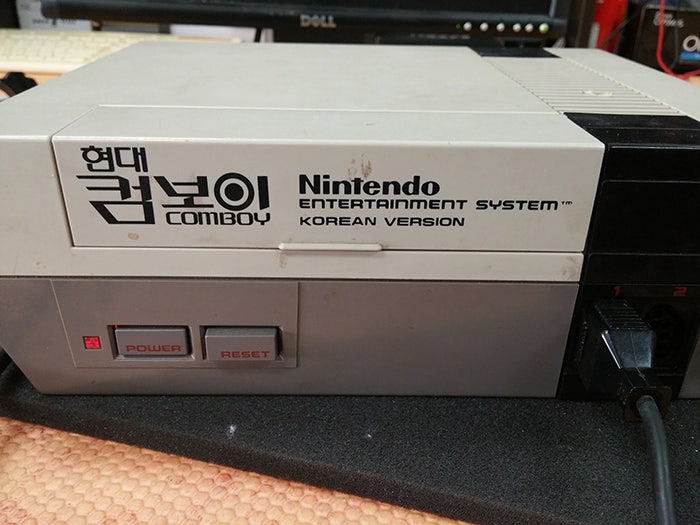 DELL
현대
컴보이
COMBOY
Nintendo
ENTERTAINMENT SYSTEM™
KOREAN VERSION
1 2
POWER
RESET